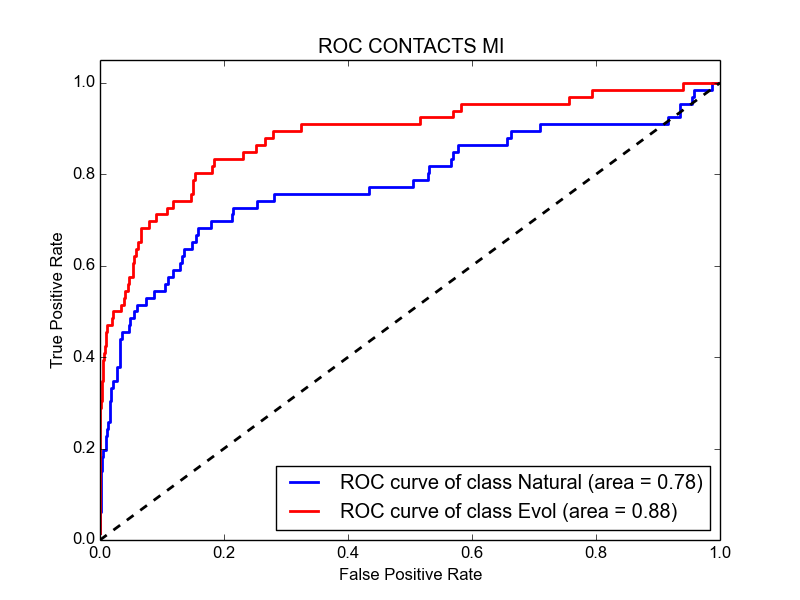 ROC CONTACTS MI
True Positive Rate
1.0
0.8
0.6
0.4
0.2
0.0
ROC curve of class Natural (area = 0.78)
ROC curve of class Evol (area = 0.88)
0.0 0.2 0.4 0.6 0.8 1.0
False Positive Rate